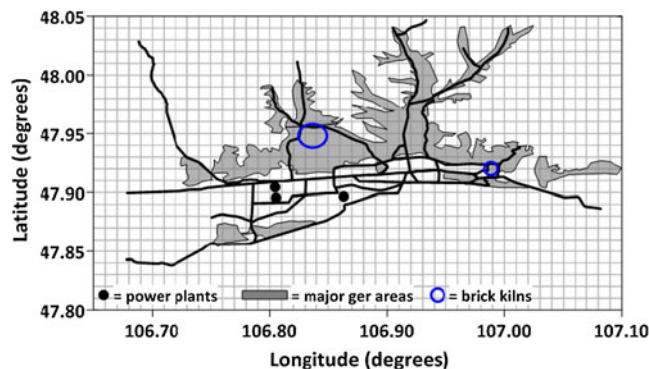 48.05
48.00
47.95
47.90
47.85
47.80
Latitude (degrees)
= power plants = major ger areas = brick kilns
106.70 106.80 106.90 107.00 107.10
Longitude (degrees)